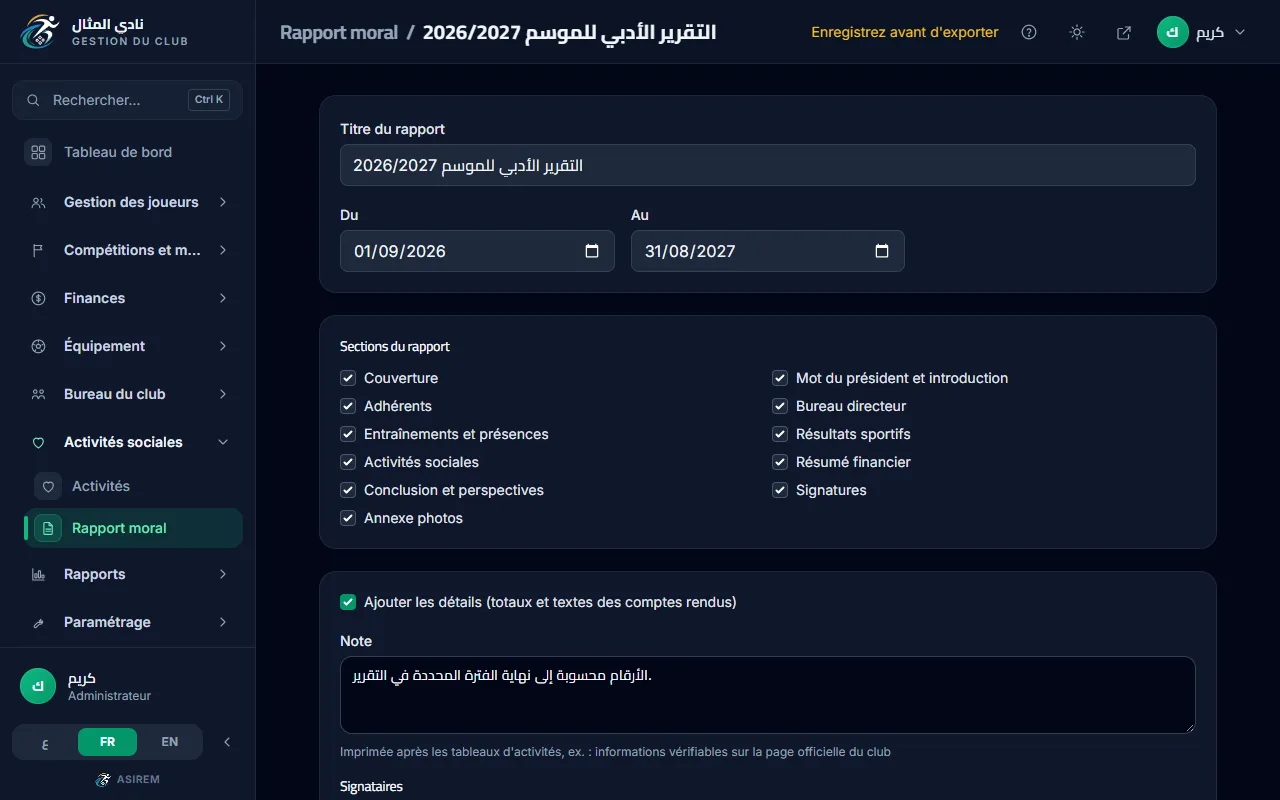 نادي المثال
GESTION DU CLUB
Rechercher...
Ctrl K
Tableau de bord
Gestion des joueurs
Compétitions et m...
Finances
Équipement
Bureau du club
Activités sociales
Activités
Rapport moral
Rapports
Paramétrage
ك
كريم
Administrateur
ع
FR
EN
ASIREM
Rapport moral / التقرير الأدبي للموسم 2026/2027
Enregistrez avant d'exporter
ك
كريم
Titre du rapport
التقرير الأدبي للموسم 2026/2027
Du
Au
01/09/2026
31/08/2027
Sections du rapport
Couverture
Mot du président et introduction
Adhérents
Bureau directeur
Entraînements et présences
Résultats sportifs
Activités sociales
Résumé financier
Conclusion et perspectives
Signatures
Annexe photos
Ajouter les détails (totaux et textes des comptes rendus)
Note
الأرقام محسوبة إلى نهاية الفترة المحددة في التقرير.
Imprimée après les tableaux d'activités, ex. : informations vérifiables sur la page officielle du club
Signataires